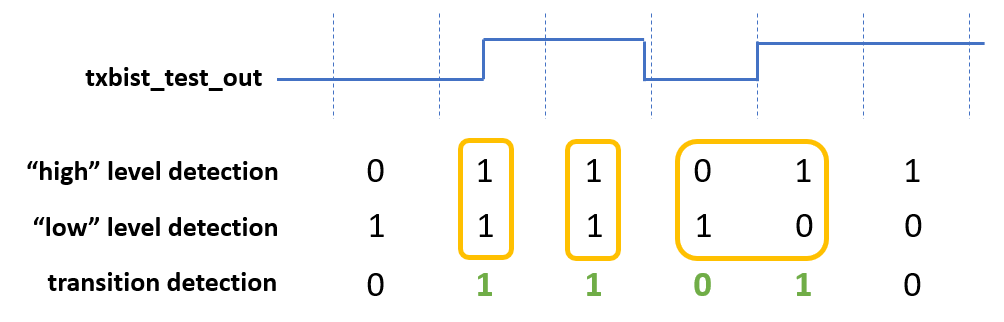 txbist_test_out
“high” level detection 0 1 1 0 1 1
“low” level detection 1 1 1 1 0 0
transition detection 0 1 1 0 1 0